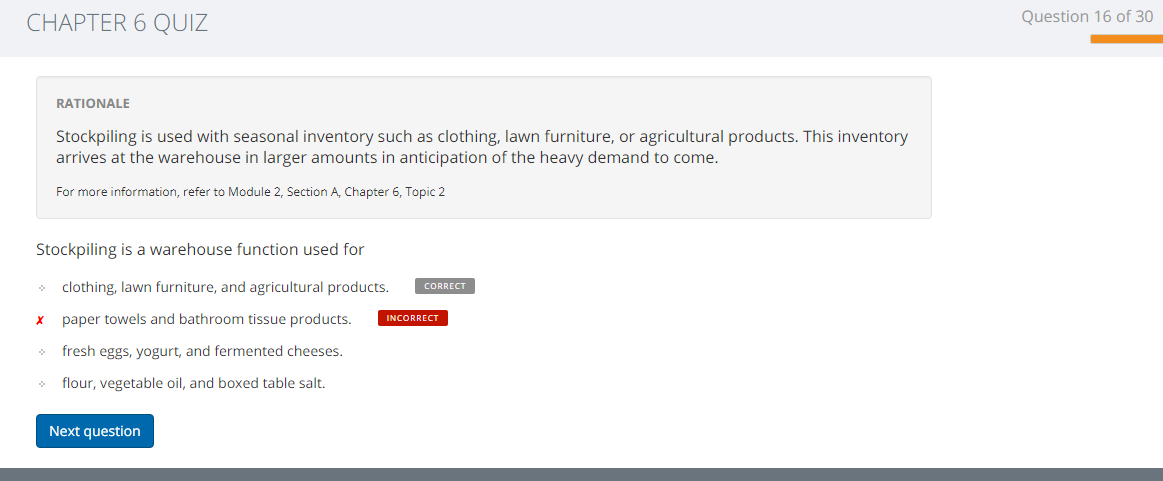 CHAPTER 6 QUIZ
Question 16 of 30
RATIONALE
Stockpiling is used with seasonal inventory such as clothing, lawn furniture, or agricultural products. This inventory
arrives at the warehouse in larger amounts in anticipation of the heavy demand to come.
For more information, refer to Module 2, Section A, Chapter 6, Topic 2
Stockpiling is a warehouse function used for
clothing, lawn furniture, and agricultural products. CORRECT
✗ paper towels and bathroom tissue products. INCORRECT
fresh eggs, yogurt, and fermented cheeses.
flour, vegetable oil, and boxed table salt.
Next question